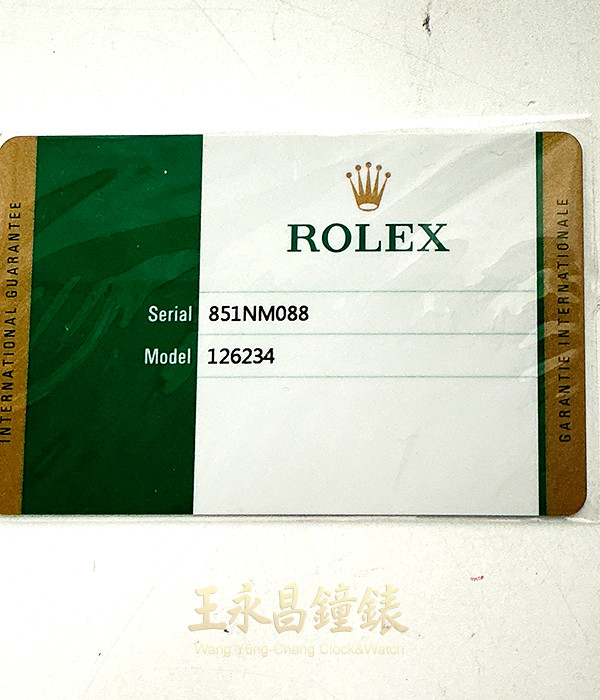 ROLEX
INTERNATIONAL GUARANTEE
GARANTIE INTERNATIONALE
Serial 851NM088
Model 126234
王永昌鐘錶
Wang Yung-Chang Clock&Watch